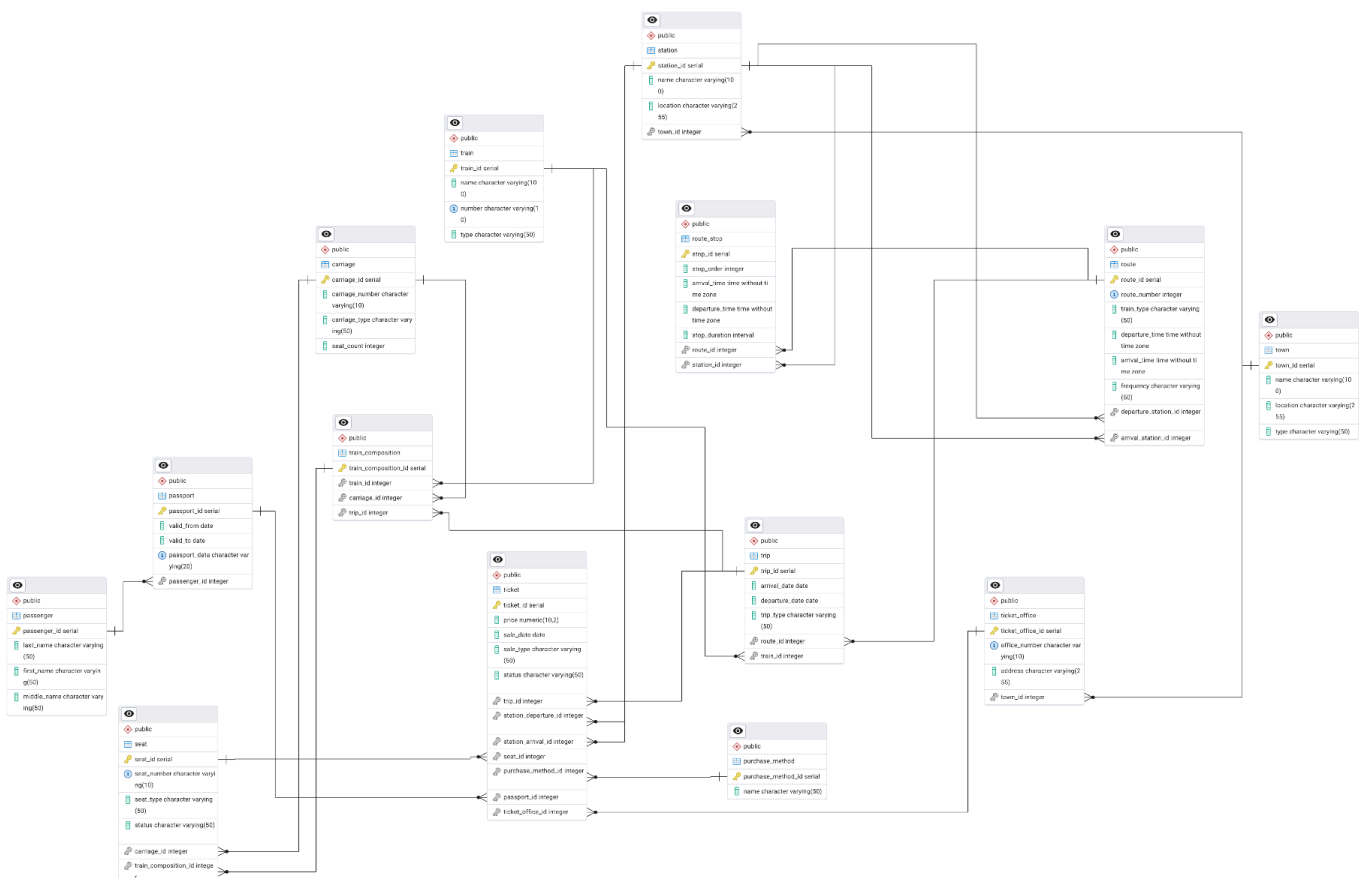 public
station
station_id serial
name character varying(10
0)
location character varying(2
55)
town_id integer
public
train
train_id serial
name character varying(10
0)
number character varying(1
0)
type character varying(50)
public
route_stop
stop_id serial
stop_order integer
arrival_time time without ti
me zone
departure_time time without
time zone
stop_duration interval
route_id integer
station_id integer
public
carriage
carriage_id serial
carriage_number character
varying(10)
carriage_type character vary
ing(50)
seat_count integer
public
route
route_id serial
route_number integer
train_type character varying
(50)
departure_time time without
time zone
arrival_time time without ti
me zone
frequency character varying
(50)
departure_station_id integer
arrival_station_id integer
public
town
town_id serial
name character varying(10
0)
location character varying(2
55)
type character varying(50)
public
train_composition
train_composition_id serial
train_id integer
carriage_id integer
trip_id integer
public
passport
passport_id serial
valid_from date
valid_to date
passport_data character var
ying(20)
passenger_id integer
public
trip
trip_id serial
arrival_date date
departure_date date
trip_type character varying
(50)
route_id integer
train_id integer
public
ticket
ticket_id serial
price numeric(10,2)
sale_date date
sale_type character varying
(50)
status character varying(50)
trip_id integer
station_departure_id integer
station_arrival_id integer
seat_id integer
purchase_method_id integer
passport_id integer
ticket_office_id integer
public
passenger
passenger_id serial
last_name character varying
(50)
first_name character varyin
g(50)
middle_name character vary
ing(50)
public
ticket_office
ticket_office_id serial
office_number character var
ying(10)
address character varying(2
55)
town_id integer
public
seat
seat_id serial
seat_number character varyi
ng(10)
seat_type character varying
(50)
status character varying(50)
carriage_id integer
train_composition_id intege
public
purchase_method
purchase_method_id serial
name character varying(50)